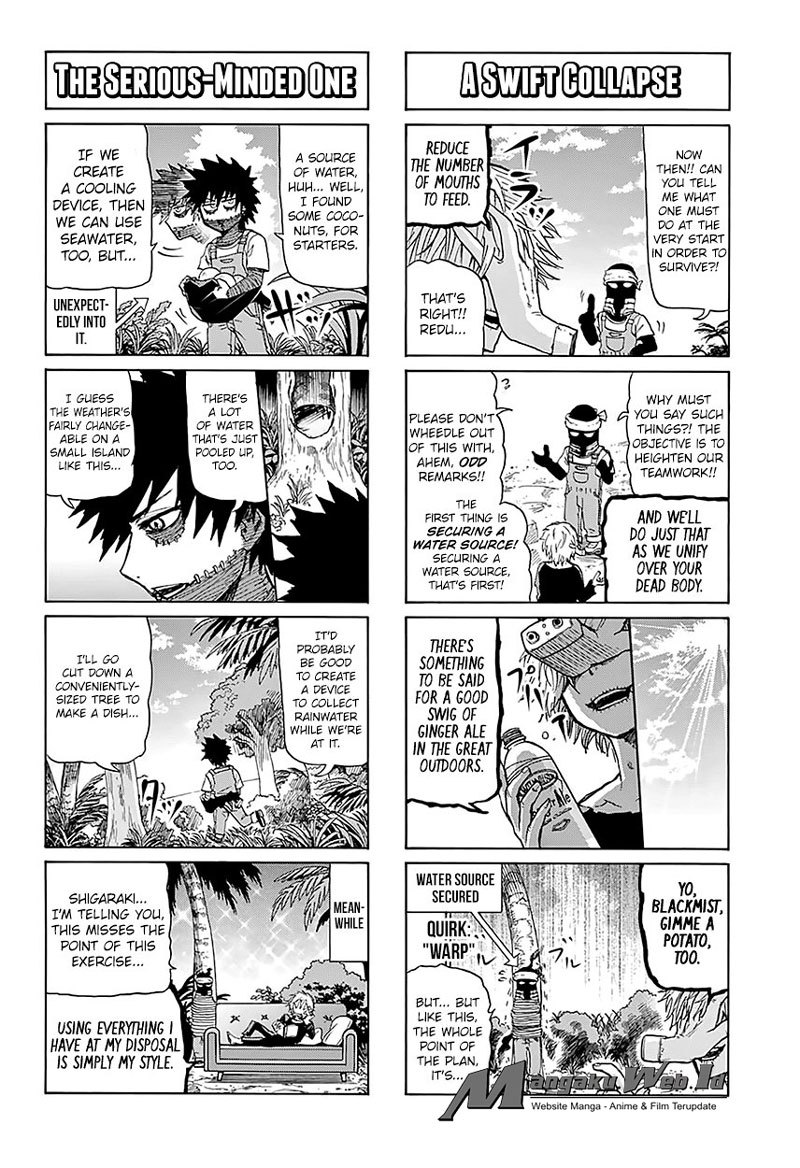 A SWIFT COLLAPSE
NOW
THEN!! CAN
YOU TELL
ME WHAT
ONE MUST
DO AT THE
VERY START
IN ORDER
TO
SURVIVE?!
REDUCE
THE NUMBER
OF MOUTHS
TO FEED.
THAT'S
RIGHT!!
REDU...
WHY MUST
YOU SAY SUCH
THINGS?! THE
OBJECTIVE IS TO
HEIGHTEN OUR
TEAMWORK!!
AND WE'LL
DO JUST THAT
AS WE UNIFY
OVER YOUR
DEAD BODY.
?
PLEASE DON'T
WHEEDLE OUT
OF THIS WITH,
AHEM, ODD
REMARKS!!
THE
FIRST THING IS
SECURING A
WATER SOURCE!
SECURING A
WATER SOURCE,
THAT'S FIRST!
THERE'S
SOMETHING
TO BE SAID
FOR A GOOD
SWIG OF
GINGER ALE
IN THE GREAT
OUTDOORS.
YO,
BLACKMIST,
GIMME A
POTATO,
TOO.
WATER SOURCE
SECURED
QUIRK:
"WARP"
BUT... BUT
LIKE THIS,
THE WHOLE
POINT OF
THE PLAN,
IT'S...
THE SERIOUS-MINDED ONE
A SOURCE
OF WATER,
HUH... WELL,
I FOUND
SOME COCO-
NUTS, FOR
STARTERS.
IF WE
CREATE
A COOLING
DEVICE, THEN
WE CAN USE
SEAWATER,
TOO, BUT...
UNEXPECT-
EDLY INTO
IT.
THERE'S
A LOT
OF WATER
THAT'S JUST
POOLED UP,
TOO.
I GUESS
THE WEATHER'S
FAIRLY CHANGE-
ABLE ON A
SMALL ISLAND
LIKE THIS...
IT'D
PROBABLY
BE GOOD
TO CREATE
A DEVICE
TO COLLECT
RAINWATER
WHILE WE'RE
AT IT.
I'LL GO
CUT DOWN A
CONVENIENTLY-
SIZED TREE TO
MAKE A DISH...
MEAN-
WHILE
SHIGARAKI...
I'M TELLING YOU,
THIS MISSES THE
POINT OF THIS
EXERCISE...
USING EVERYTHING I
HAVE AT MY DISPOSAL
IS SIMPLY MY STYLE.
Mangaku Web.Id
Website Manga - Anime & Film Terupdate